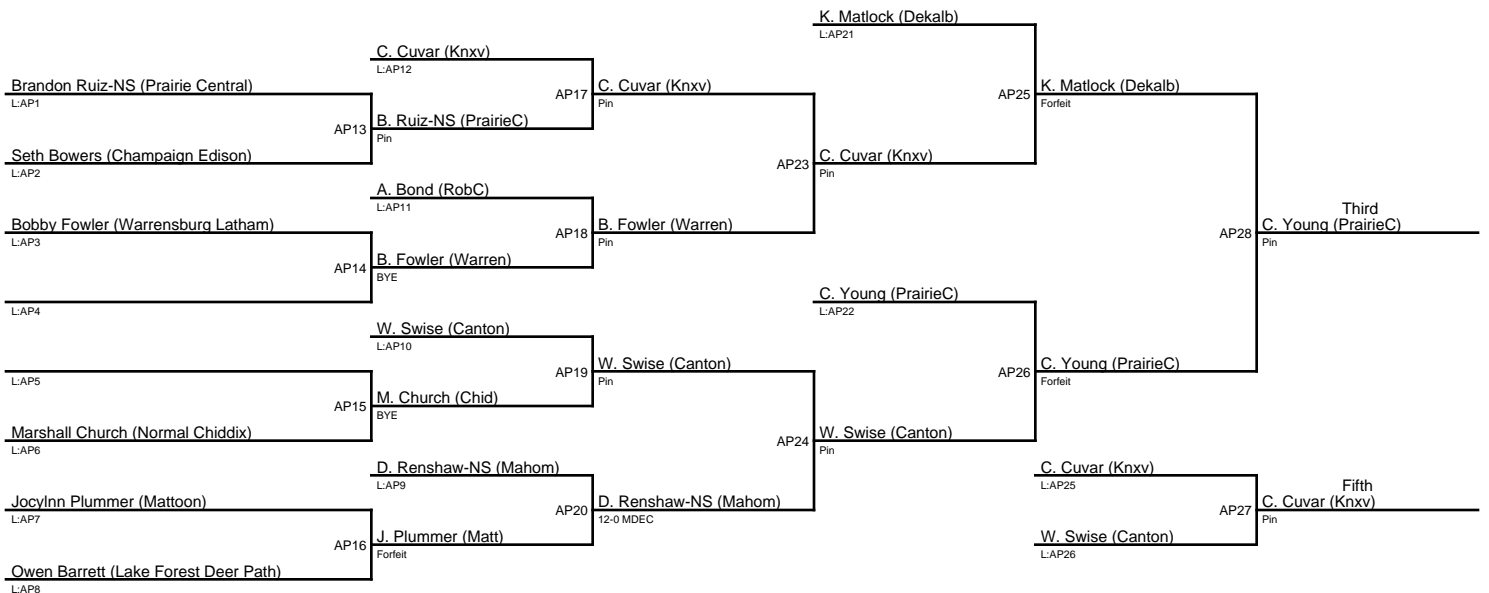 K. Matlock (Dekalb)
L:AP21
C. Cuvar (Knxv)
L:AP12
Brandon Ruiz-NS (Prairie Central)
L:AP1
AP17
C. Cuvar (Knxv)
Pin
AP25
K. Matlock (Dekalb)
Forfeit
AP13
B. Ruiz-NS (PrairieC)
Pin
Seth Bowers (Champaign Edison)
L:AP2
AP23
C. Cuvar (Knxv)
Pin
A. Bond (RobC)
L:AP11
Bobby Fowler (Warrensburg Latham)
L:AP3
AP18
B. Fowler (Warren)
Pin
AP28
Third
C. Young (PrairieC)
Pin
AP14
B. Fowler (Warren)
BYE
L:AP4
C. Young (PrairieC)
L:AP22
W. Swise (Canton)
L:AP10
L:AP5
AP19
W. Swise (Canton)
Pin
AP26
C. Young (PrairieC)
Forfeit
AP15
M. Church (Chid)
BYE
Marshall Church (Normal Chiddix)
L:AP6
AP24
W. Swise (Canton)
Pin
D. Renshaw-NS (Mahom)
L:AP9
C. Cuvar (Knxv)
L:AP25
Jocylnn Plummer (Mattoon)
L:AP7
AP20
D. Renshaw-NS (Mahom)
12-0 MDEC
AP27
Fifth
C. Cuvar (Knxv)
Pin
AP16
J. Plummer (Matt)
Forfeit
W. Swise (Canton)
L:AP26
Owen Barrett (Lake Forest Deer Path)
L:AP8